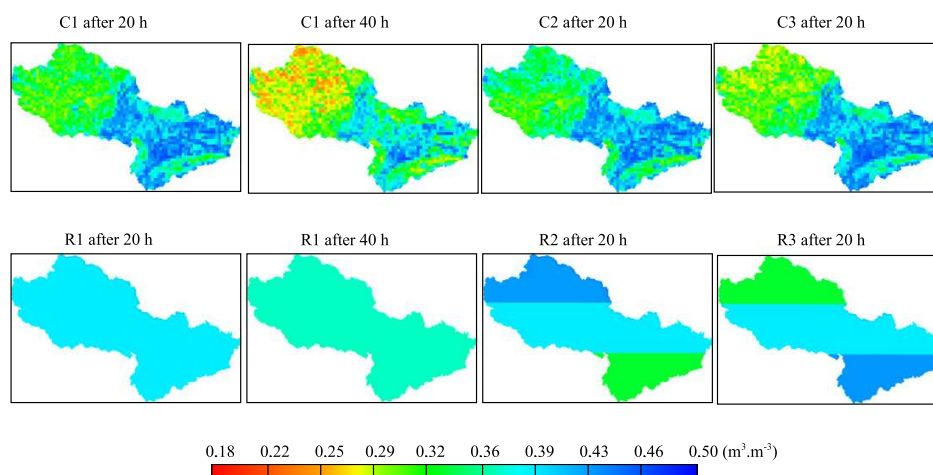 C1 after 20 h C1 after 40 h C2 after 20 h C3 after 20 h
R1 after 20 h R1 after 40 h R2 after 20 h R3 after 20 h
0.18 0.22 0.25 0.29 0.32 0.36 0.39 0.43 0.46 0.50 (m³.m⁻³)